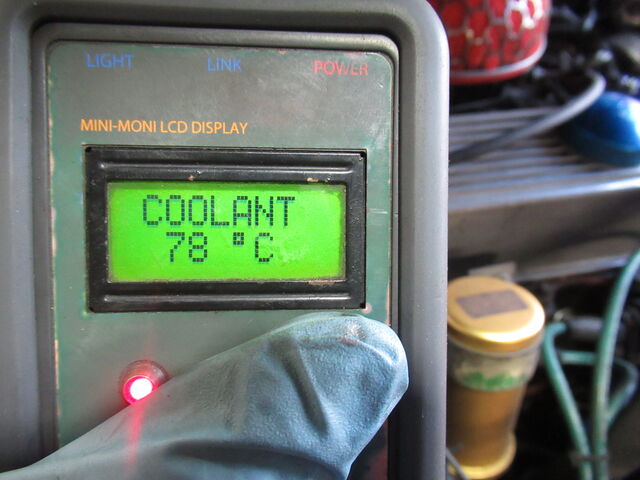 LIGHT LINK POWER
MINI-MONI LCD DISPLAY
COOLANT
78 °C